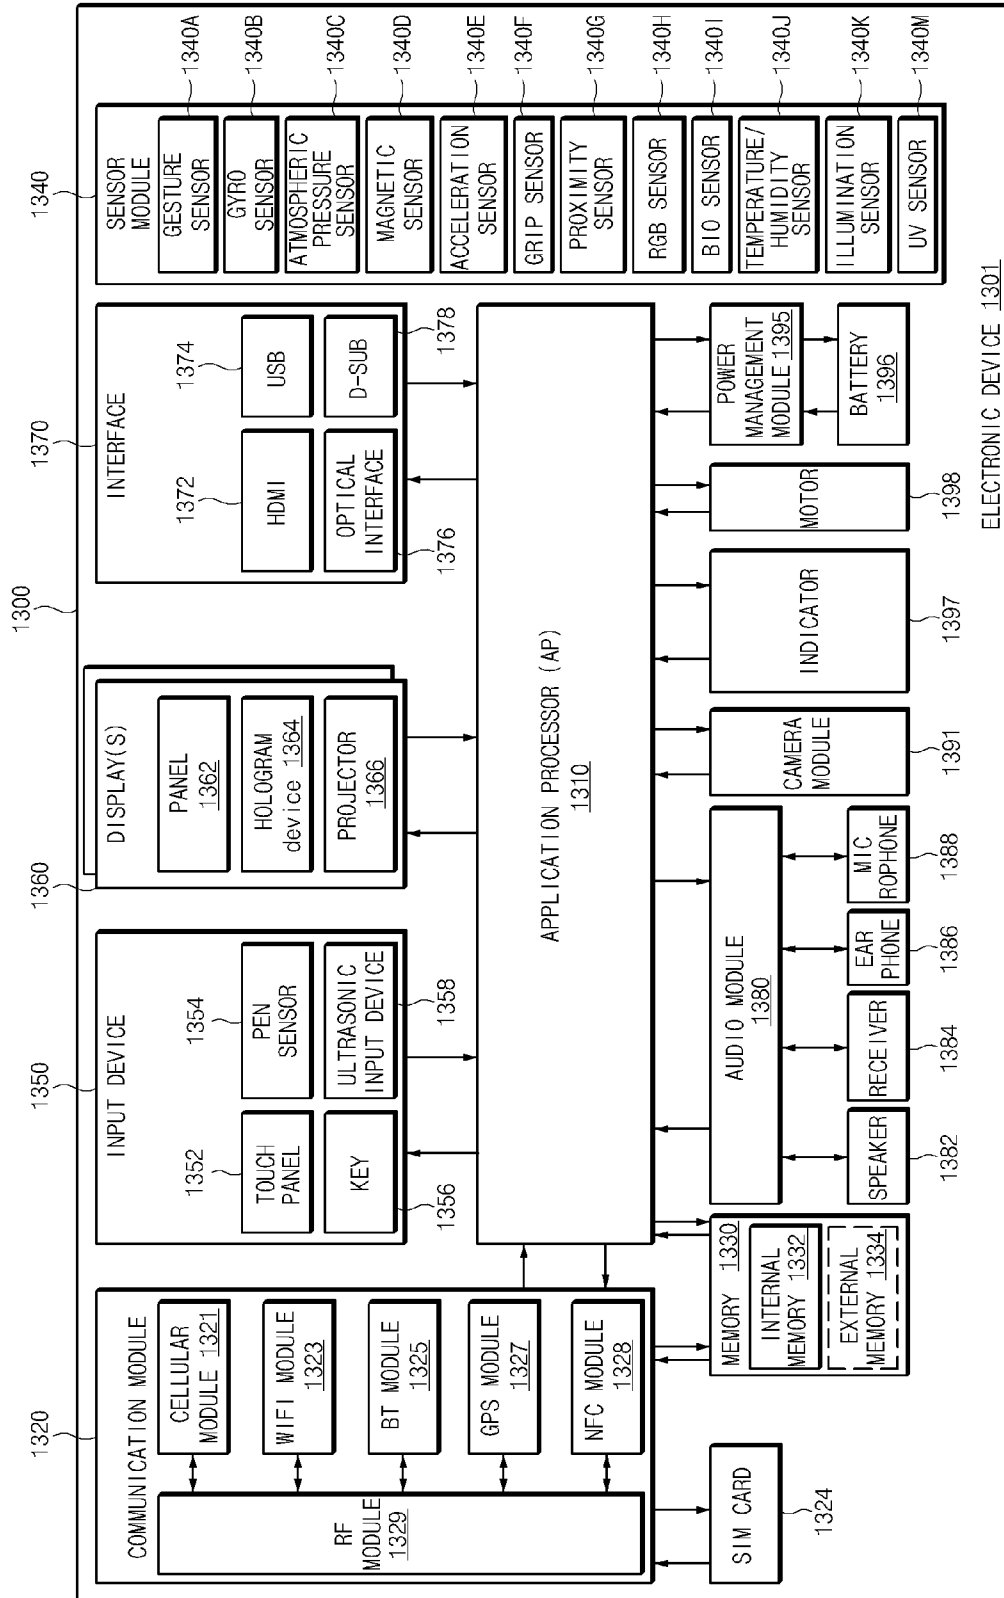 1300
ELECTRONIC DEVICE 1301
1320
COMMUNICATION MODULE
CELLULAR
MODULE 1321
WIFI MODULE
1323
BT MODULE
1325
GPS MODULE
1327
NFC MODULE
1328
RF
MODULE
1329
SIM CARD
1324
MEMORY 1330
INTERNAL
MEMORY 1332
EXTERNAL
MEMORY 1334
1350
INPUT DEVICE
1352
TOUCH
PANEL
1354
PEN
SENSOR
KEY
1356
ULTRASONIC
INPUT DEVICE
1358
1360
DISPLAY(S)
PANEL
1362
HOLOGRAM
device 1364
PROJECTOR
1366
1370
INTERFACE
1372
HDMI
1374
USB
OPTICAL
INTERFACE
1376
D-SUB
1378
APPLICATION PROCESSOR (AP)
1310
AUDIO MODULE
1380
SPEAKER
1382
RECEIVER
1384
EAR
PHONE
1386
MIC
ROPHONE
1388
CAMERA
MODULE
1391
INDICATOR
1397
MOTOR
1398
POWER
MANAGEMENT
MODULE 1395
BATTERY
1396
1340
SENSOR
MODULE
GESTURE
SENSOR
1340A
GYRO
SENSOR
1340B
ATMOSPHERIC
PRESSURE
SENSOR
1340C
MAGNETIC
SENSOR
1340D
ACCELERATION
SENSOR
1340E
GRIP SENSOR
1340F
PROXIMITY
SENSOR
1340G
RGB SENSOR
1340H
BIO SENSOR
1340I
TEMPERATURE/
HUMIDITY
SENSOR
1340J
ILLUMINATION
SENSOR
1340K
UV SENSOR
1340M